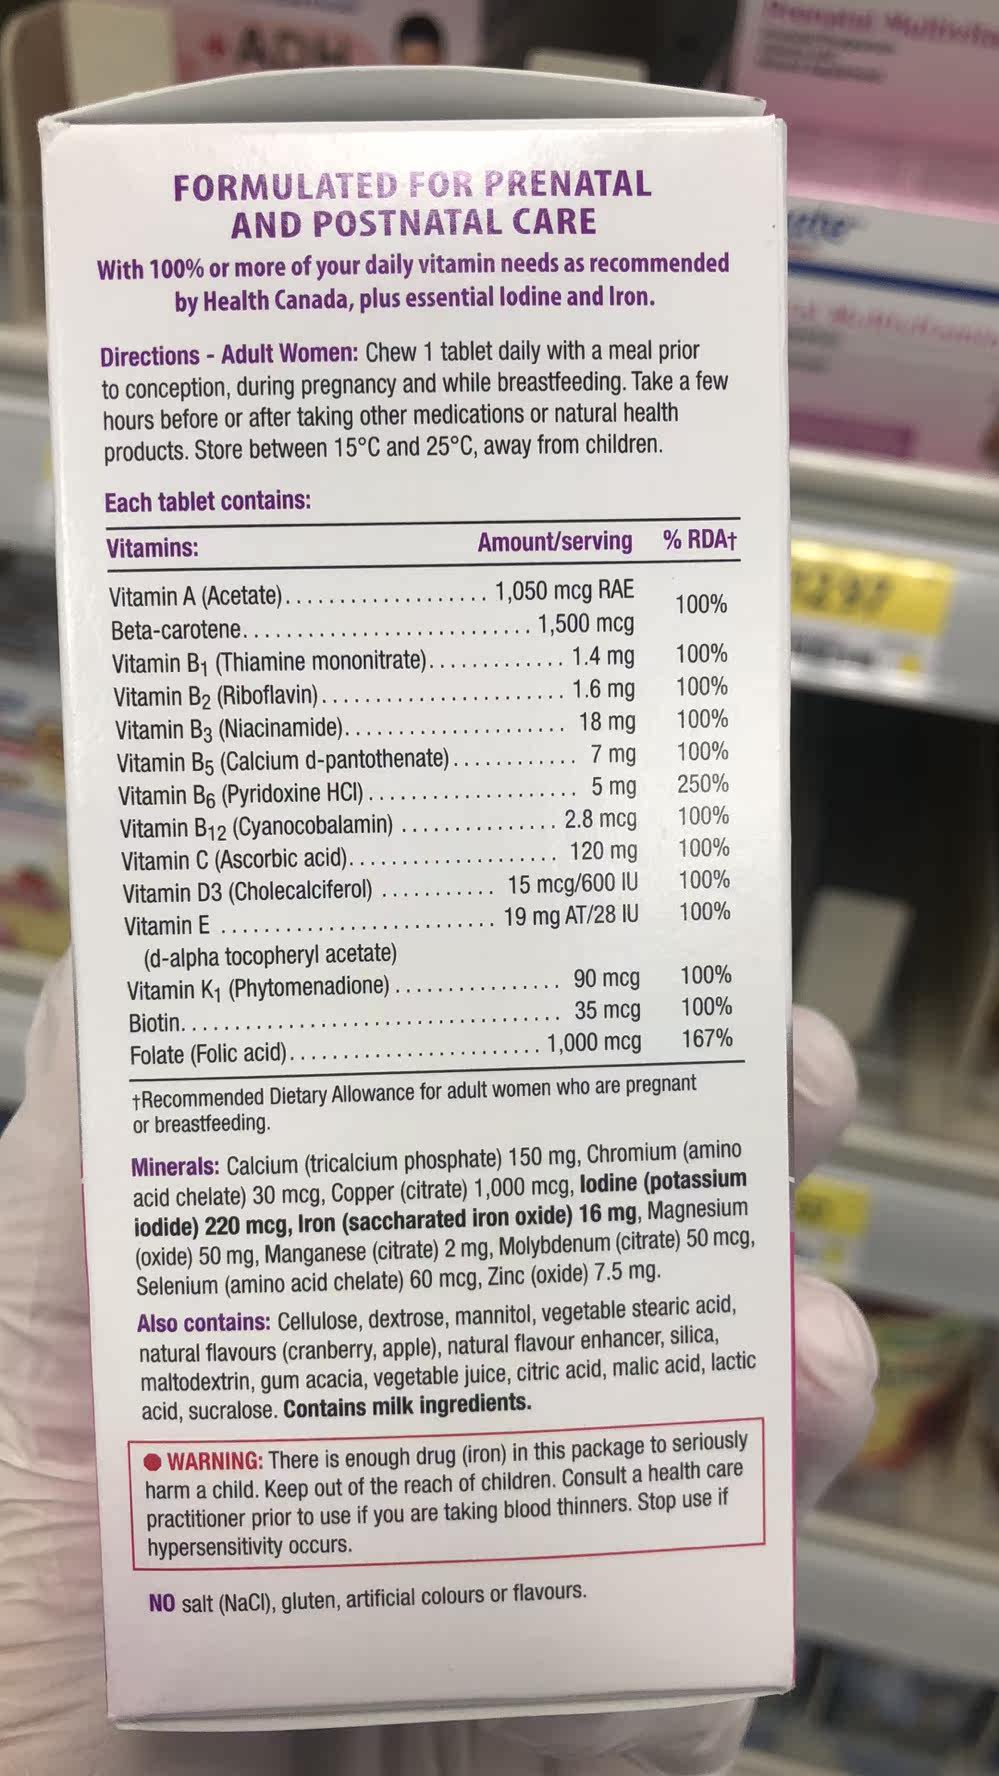 +ADH
Prenatal Multivita
FORMULATED FOR PRENATAL
AND POSTNATAL CARE
With 100% or more of your daily vitamin needs as recommended
by Health Canada, plus essential Iodine and Iron.
Directions - Adult Women: Chew 1 tablet daily with a meal prior
to conception, during pregnancy and while breastfeeding. Take a few
hours before or after taking other medications or natural health
products. Store between 15°C and 25°C, away from children.
Each tablet contains:
Vitamins: Amount/serving % RDA†
Vitamin A (Acetate)................... 1,050 mcg RAE 100%
Beta-carotene........................... 1,500 mcg
Vitamin B1 (Thiamine mononitrate)............. 1.4 mg 100%
Vitamin B2 (Riboflavin)....................... 1.6 mg 100%
Vitamin B3 (Niacinamide)..................... 18 mg 100%
Vitamin B5 (Calcium d-pantothenate)............ 7 mg 100%
Vitamin B6 (Pyridoxine HCl).................... 5 mg 250%
Vitamin B12 (Cyanocobalamin) ............... 2.8 mcg 100%
Vitamin C (Ascorbic acid).................... 120 mg 100%
Vitamin D3 (Cholecalciferol) ........... 15 mcg/600 IU 100%
Vitamin E .......................... 19 mg AT/28 IU 100%
(d-alpha tocopheryl acetate)
Vitamin K1 (Phytomenadione)................ 90 mcg 100%
Biotin.................................... 35 mcg 100%
Folate (Folic acid)........................ 1,000 mcg 167%
†Recommended Dietary Allowance for adult women who are pregnant
or breastfeeding.
Minerals: Calcium (tricalcium phosphate) 150 mg, Chromium (amino
acid chelate) 30 mcg, Copper (citrate) 1,000 mcg, Iodine (potassium
iodide) 220 mcg, Iron (saccharated iron oxide) 16 mg, Magnesium
(oxide) 50 mg, Manganese (citrate) 2 mg, Molybdenum (citrate) 50 mcg,
Selenium (amino acid chelate) 60 mcg, Zinc (oxide) 7.5 mg.
Also contains: Cellulose, dextrose, mannitol, vegetable stearic acid,
natural flavours (cranberry, apple), natural flavour enhancer, silica,
maltodextrin, gum acacia, vegetable juice, citric acid, malic acid, lactic
acid, sucralose. Contains milk ingredients.
WARNING: There is enough drug (iron) in this package to seriously
harm a child. Keep out of the reach of children. Consult a health care
practitioner prior to use if you are taking blood thinners. Stop use if
hypersensitivity occurs.
NO salt (NaCl), gluten, artificial colours or flavours.